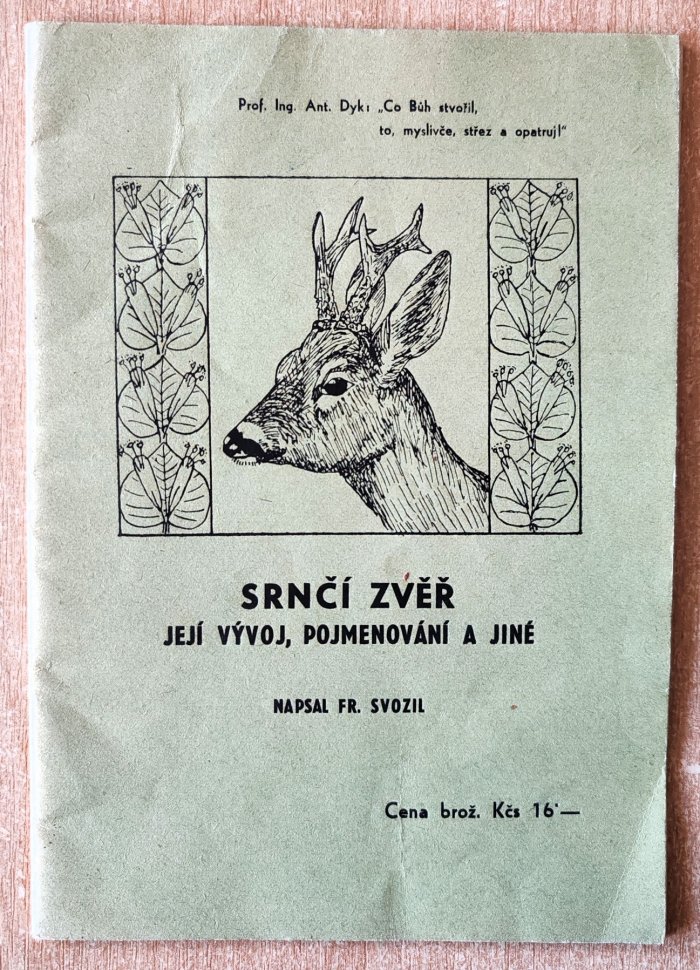 Prof. Ing. Ant. Dyk: „Co Bůh stvořil,
to, myslivče, střez a opatruj!"
SRNČÍ ZVĚŘ
JEJÍ VÝVOJ, POJMENOVÁNÍ A JINÉ
NAPSAL FR. SVOZIL
Cena brož. Kčs 16·—